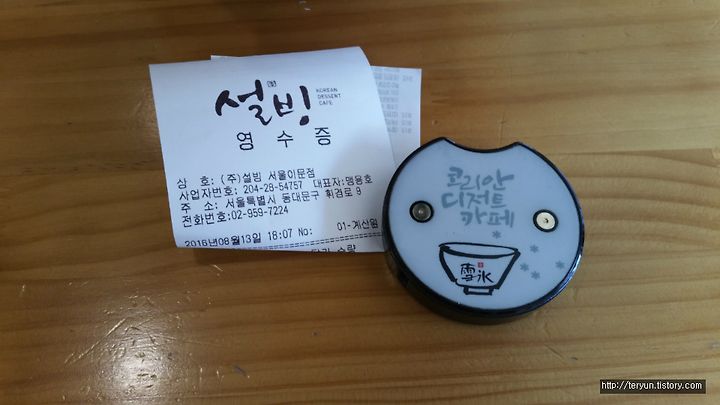 설빙
KOREAN
DESSERT
CAFE
영 수 증
상 호: (주)설빙 서울이문점
사업자번호: 204-28-54757 대표자:맹용호
주 소: 서울특별시 동대문구 휘경로 9
전화번호:02-959-7224
2016년08월13일 18:07 No: 01-계산원
코리안
디저트
카페
雪氷
http://teryun.tistory.com